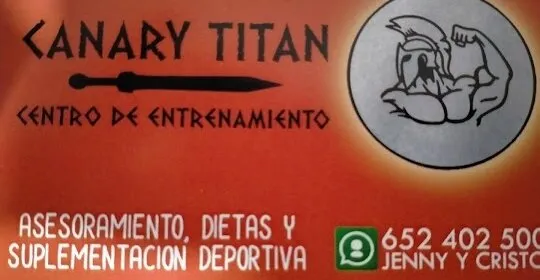 CANARY TITAN
CENTRO DE ENTRENAMIENTO
ASESORAMIENTO, DIETAS Y
SUPLEMENTACION DEPORTIVA
652 402 500
JENNY Y CRISTO